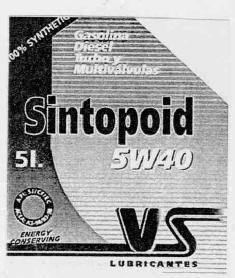 100% SYNTHETIC
Gasolina
Diesel
Turbo y
Multiválvulas
Sintopoid
5l.
5W40
ENERGY
CONSERVING
VS
LUBRICANTES